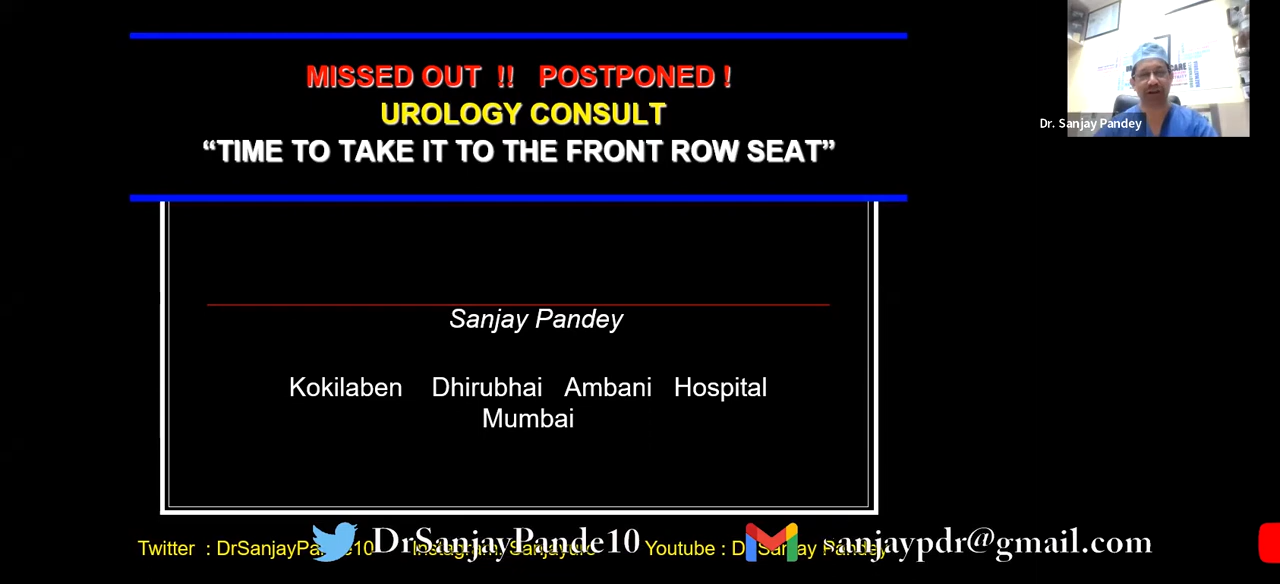 MISSED OUT !! POSTPONED !
UROLOGY CONSULT
“TIME TO TAKE IT TO THE FRONT ROW SEAT”
Dr. Sanjay Pandey
Sanjay Pandey
Kokilaben Dhirubhai Ambani Hospital
Mumbai
DrSanjayPande10 sanjaypdr@gmail.com
Twitter : Youtube :